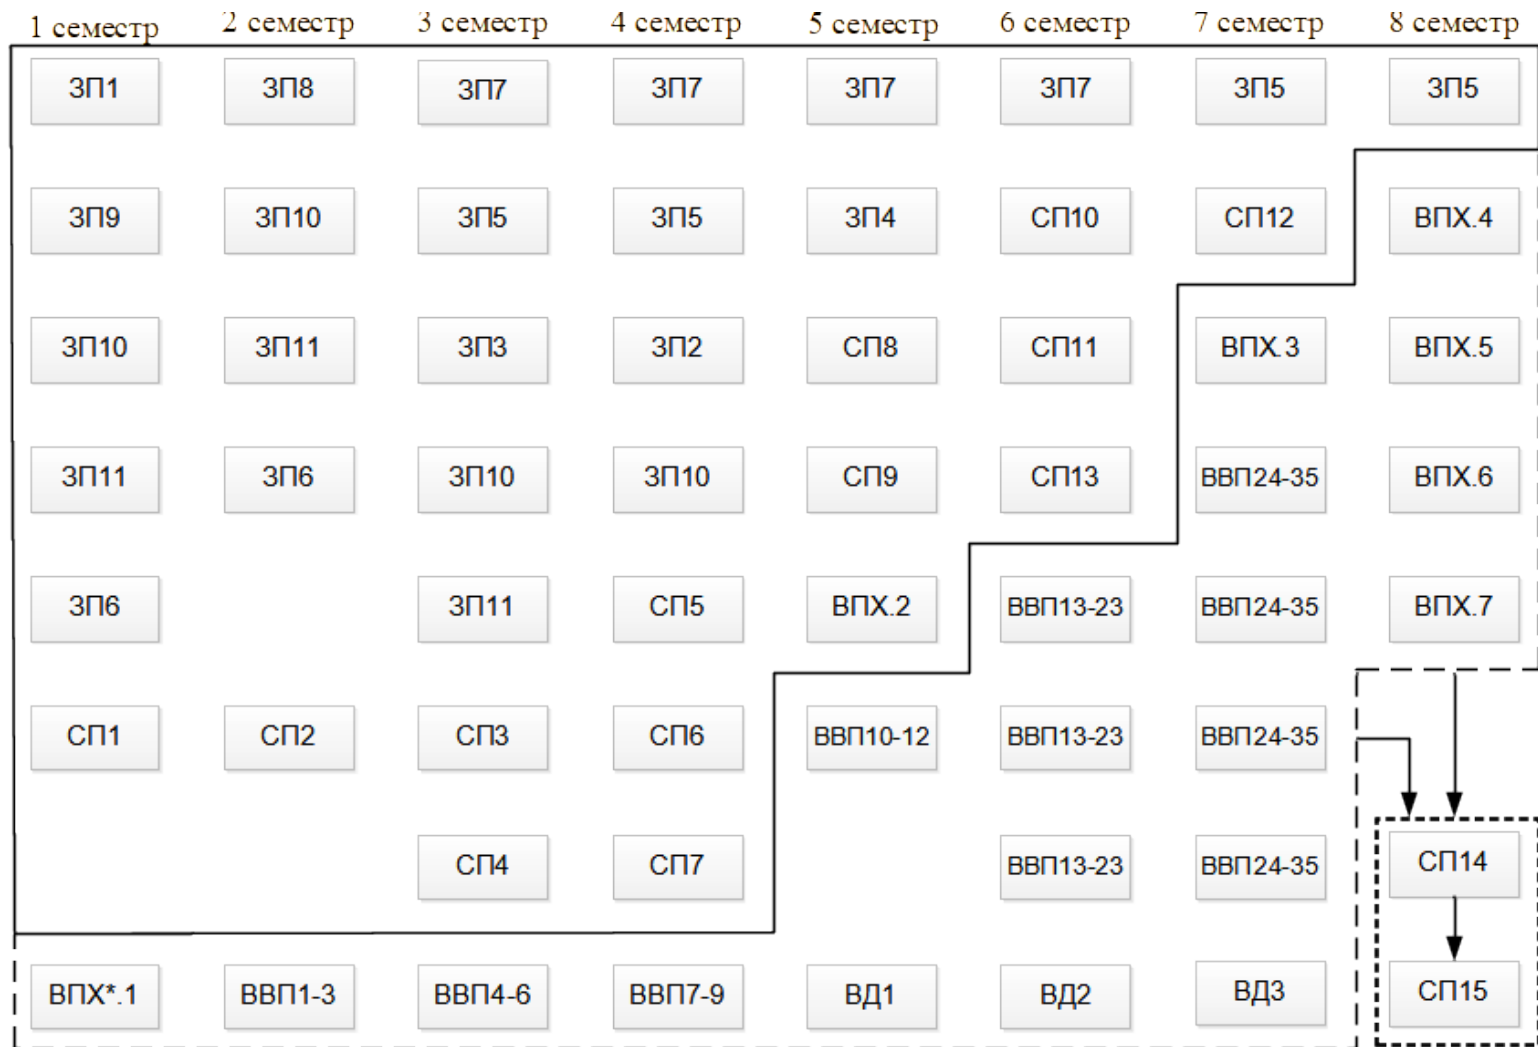 1 семестр 2 семестр 3 семестр 4 семестр 5 семестр 6 семестр 7 семестр 8 семестр
ЗП1 ЗП8 ЗП7 ЗП7 ЗП7 ЗП7 ЗП5 ЗП5
ЗП9 ЗП10 ЗП5 ЗП5 ЗП4 СП10 СП12 ВПХ.4
ЗП10 ЗП11 ЗП3 ЗП2 СП8 СП11 ВПХ.3 ВПХ.5
ЗП11 ЗП6 ЗП10 ЗП10 СП9 СП13 ВВП24-35 ВПХ.6
ЗП6 ЗП11 СП5 ВПХ.2 ВВП13-23 ВВП24-35 ВПХ.7
СП1 СП2 СП3 СП6 ВВП10-12 ВВП13-23 ВВП24-35
СП4 СП7 ВВП13-23 ВВП24-35 СП14
ВПХ*.1 ВВП1-3 ВВП4-6 ВВП7-9 ВД1 ВД2 ВД3 СП15